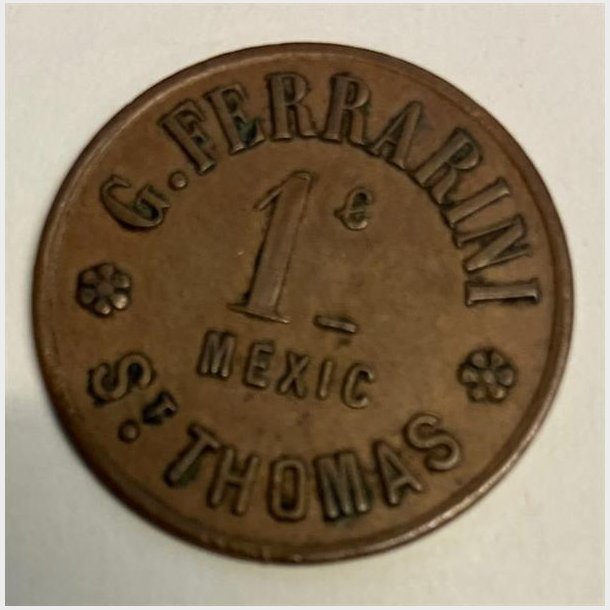 G. FERRARINI
1 c
MEXIC
St. THOMAS